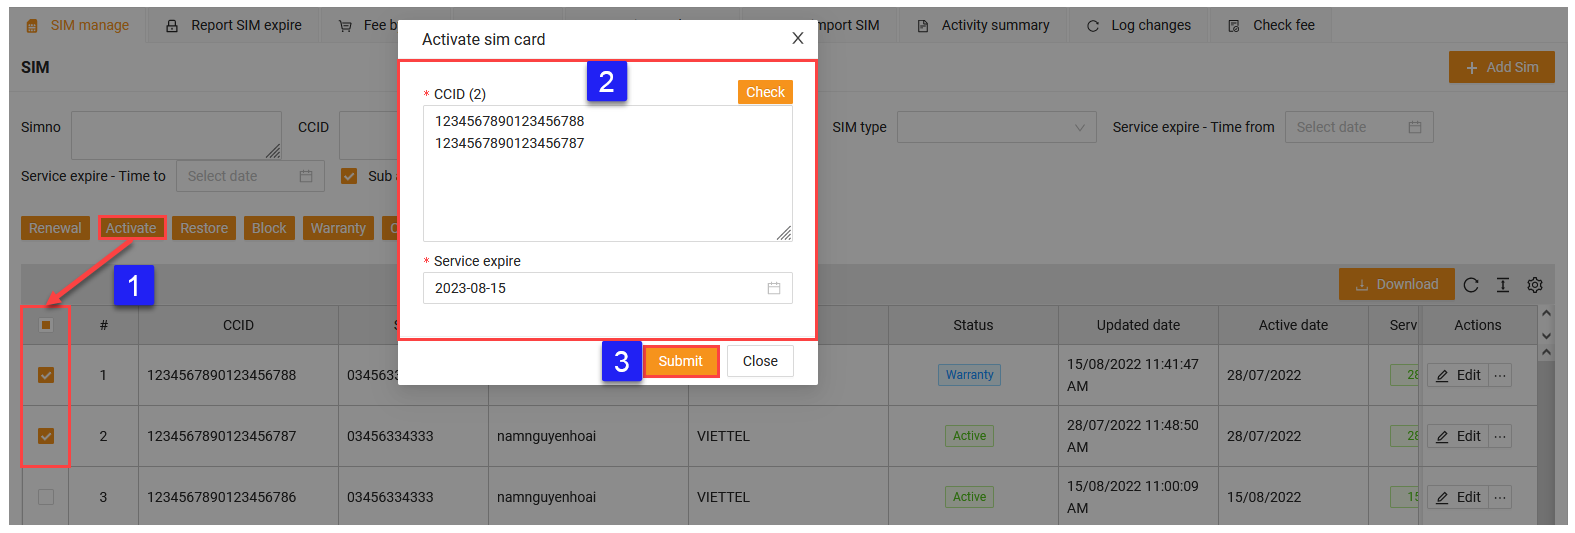 SIM manage
Report SIM expire
Fee
Activity summary
Log changes
Check fee
Activate sim card
X
SIM
+ Add Sim
2
* CCID (2)
Check
1234567890123456788
1234567890123456787
Simno
CCID
SIM type
Service expire - Time from
Select date
Service expire - Time to
Select date
Sub
Renewal
Activate
Restore
Block
Warranty
* Service expire
2023-08-15
1
Download
# CCID Status Updated date Active date Serv Actions
3
Submit
Close
1 1234567890123456788 Warranty 15/08/2022 11:41:47 28/07/2022 28 Edit ...
AM
2 1234567890123456787 03456334333 namnguyenhoai VIETTEL Active 28/07/2022 11:48:50 28/07/2022 28 Edit ...
AM
3 1234567890123456786 03456334333 namnguyenhoai VIETTEL Active 15/08/2022 11:00:09 15/08/2022 15 Edit ...
AM